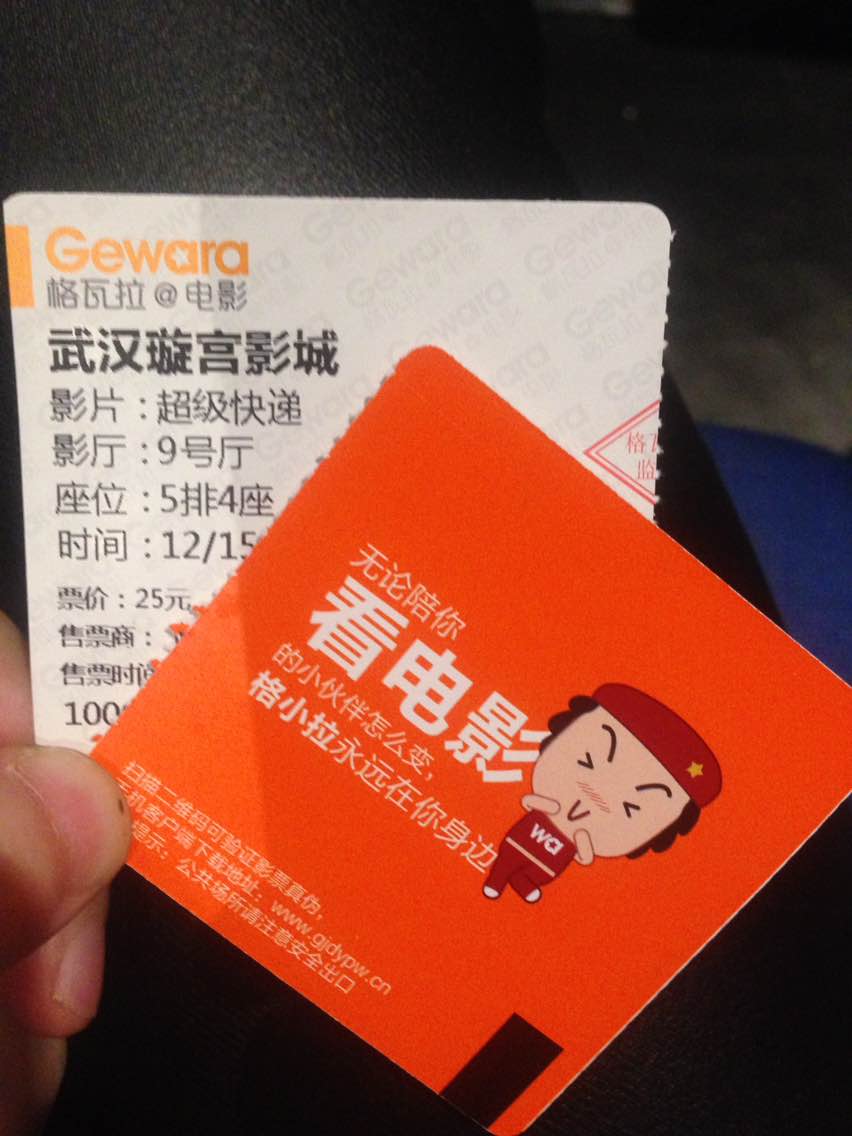 Gewara
格瓦拉@电影
武汉璇宫影城
影片：超级快递
影厅：9号厅
座位：5排4座
时间：12/15
票价：25元
售票商：
售票时间
100
格瓦
监
无论陪你
看电影
的小伙伴怎么变，
格小拉永远在你身边
wa
扫描二维码可验证影票真伪，
机客户端下载地址：www.gjdypw.cn
提示：公共场所请注意安全出口